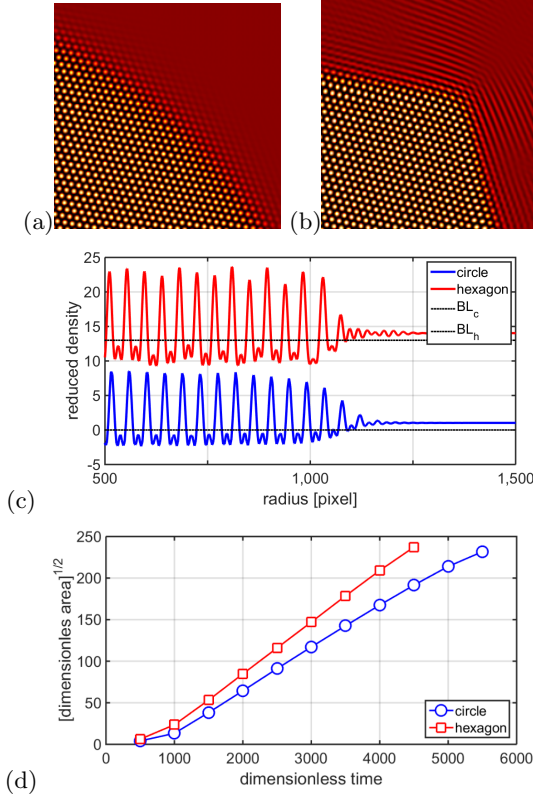 (a)
(b)
25
20
15
10
5
0
-5
500
1,000
1,500
reduced density
radius [pixel]
circle
hexagon
BL_c
BL_h
(c)
250
200
150
100
50
0
0
1000
2000
3000
4000
5000
6000
[dimensionles area]^1/2
dimensionless time
circle
hexagon
(d)